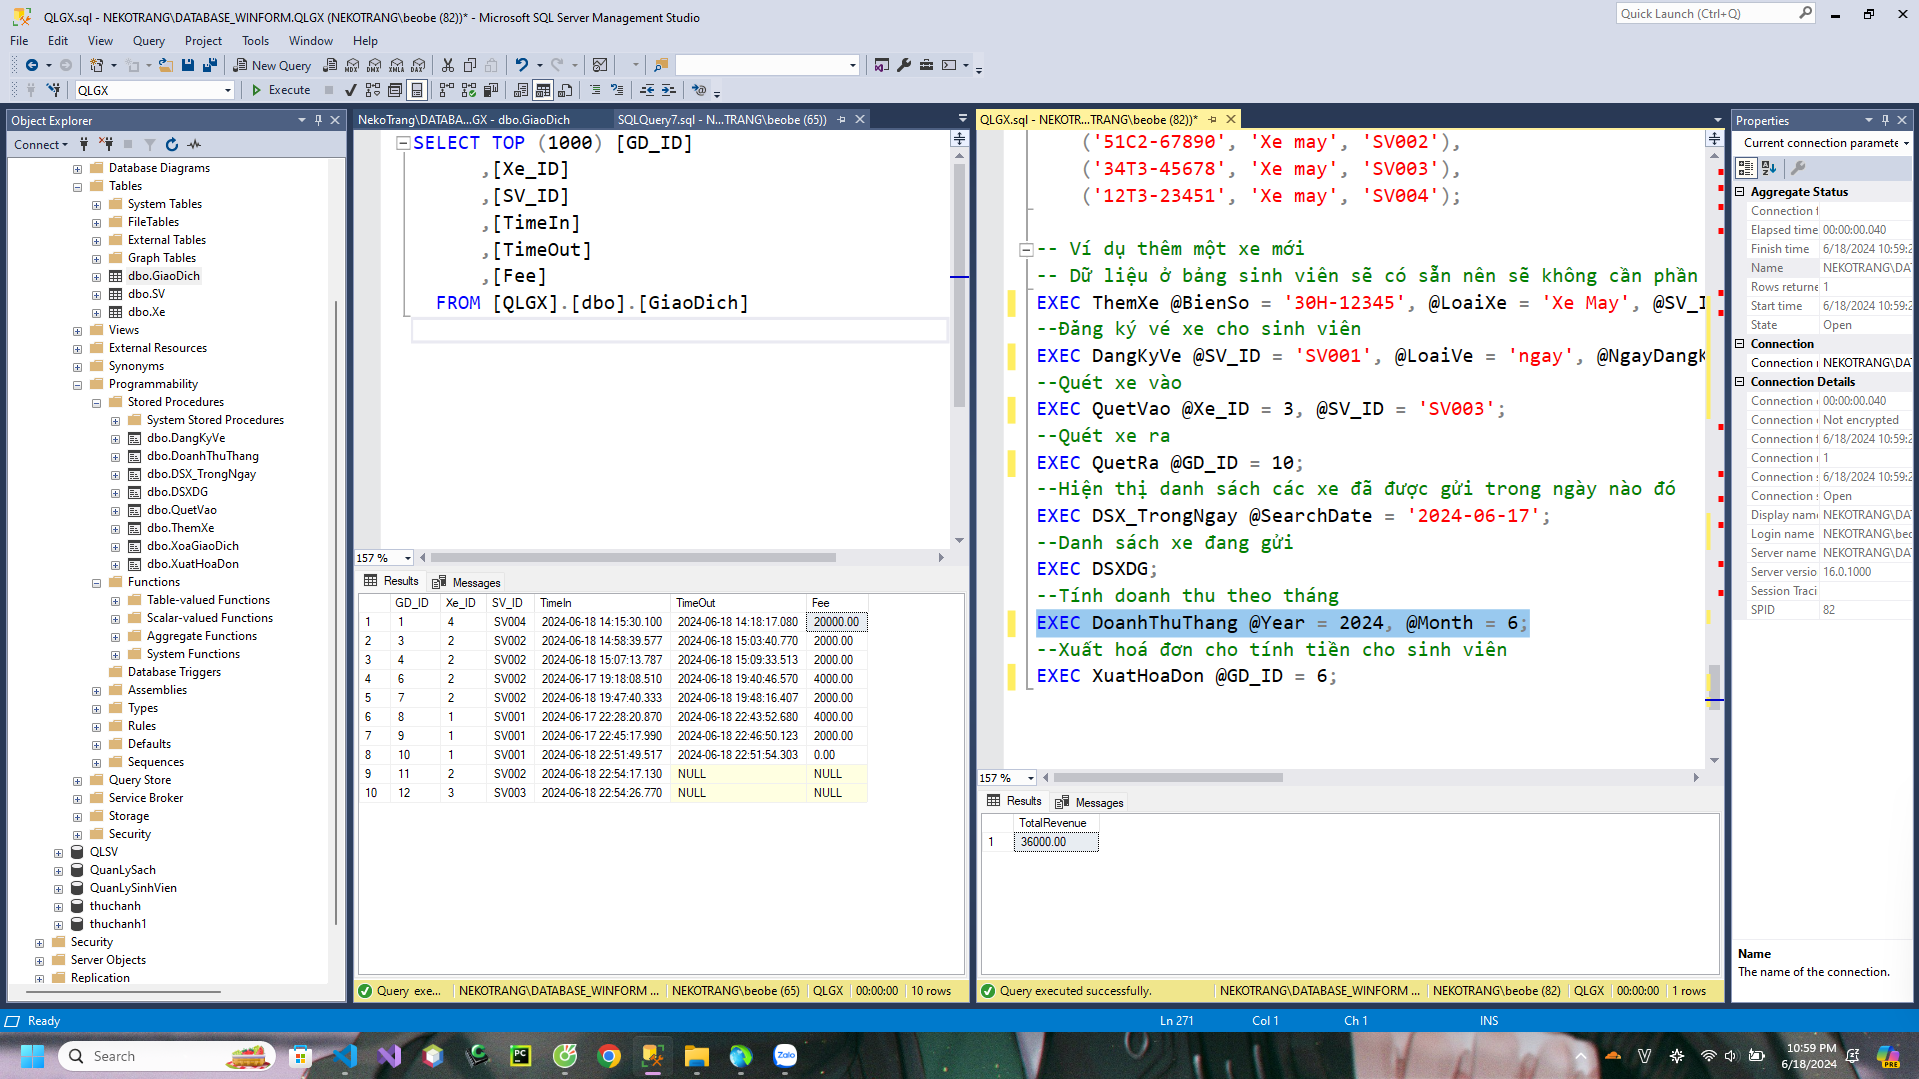 QLGX.sql - NEKOTRANG\DATABASE_WINFORM.QLGX (NEKOTRANG\beobe (82))* - Microsoft SQL Server Management Studio
Quick Launch (Ctrl+Q)
File Edit View Query Project Tools Window Help
New Query
MDX DMX XMLA DAX
QLGX Execute
Object Explorer
Connect
Database Diagrams
Tables
System Tables
FileTables
External Tables
Graph Tables
dbo.GiaoDich
dbo.SV
dbo.Xe
Views
External Resources
Synonyms
Programmability
Stored Procedures
System Stored Procedures
dbo.DangKyVe
dbo.DoanhThuThang
dbo.DSX_TrongNgay
dbo.DSXDG
dbo.QuetVao
dbo.ThemXe
dbo.XoaGiaoDich
dbo.XuatHoaDon
Functions
Table-valued Functions
Scalar-valued Functions
Aggregate Functions
System Functions
Database Triggers
Assemblies
Types
Rules
Defaults
Sequences
Query Store
Service Broker
Storage
Security
QLSV
QuanLySach
QuanLySinhVien
thuchanh
thuchanh1
Security
Server Objects
Replication
NekoTrang\DATABA...GX - dbo.GiaoDich SQLQuery7.sql - N...TRANG\beobe (65))
SELECT TOP (1000) [GD_ID]
,[Xe_ID]
,[SV_ID]
,[TimeIn]
,[TimeOut]
,[Fee]
FROM [QLGX].[dbo].[GiaoDich]
157 %
Results Messages
GD_ID Xe_ID SV_ID TimeIn TimeOut Fee
1 1 4 SV004 2024-06-18 14:15:30.100 2024-06-18 14:18:17.080 20000.00
2 3 2 SV002 2024-06-18 14:58:39.577 2024-06-18 15:03:40.770 2000.00
3 4 2 SV002 2024-06-18 15:07:13.787 2024-06-18 15:09:33.513 2000.00
4 6 2 SV002 2024-06-17 19:18:08.510 2024-06-18 19:40:46.570 4000.00
5 7 2 SV002 2024-06-18 19:47:40.333 2024-06-18 19:48:16.407 2000.00
6 8 1 SV001 2024-06-17 22:28:20.870 2024-06-18 22:43:52.680 4000.00
7 9 1 SV001 2024-06-17 22:45:17.990 2024-06-18 22:46:50.123 2000.00
8 10 1 SV001 2024-06-18 22:51:49.517 2024-06-18 22:51:54.303 0.00
9 11 2 SV002 2024-06-18 22:54:17.130 NULL NULL
10 12 3 SV003 2024-06-18 22:54:26.770 NULL NULL
Query exe... NEKOTRANG\DATABASE_WINFORM ... NEKOTRANG\beobe (65) QLGX 00:00:00 10 rows
QLGX.sql - NEKOTR...TRANG\beobe (82))*
('51C2-67890', 'Xe may', 'SV002'),
('34T3-45678', 'Xe may', 'SV003'),
('12T3-23451', 'Xe may', 'SV004');
-- Ví dụ thêm một xe mới
-- Dữ liệu ở bảng sinh viên sẽ có sẵn nên sẽ không cần phần
EXEC ThemXe @BienSo = '30H-12345', @LoaiXe = 'Xe May', @SV_I
--Đăng ký vé xe cho sinh viên
EXEC DangKyVe @SV_ID = 'SV001', @LoaiVe = 'ngay', @NgayDangK
--Quét xe vào
EXEC QuetVao @Xe_ID = 3, @SV_ID = 'SV003';
--Quét xe ra
EXEC QuetRa @GD_ID = 10;
--Hiện thị danh sách các xe đã được gửi trong ngày nào đó
EXEC DSX_TrongNgay @SearchDate = '2024-06-17';
--Danh sách xe đang gửi
EXEC DSXDG;
--Tính doanh thu theo tháng
EXEC DoanhThuThang @Year = 2024, @Month = 6;
--Xuất hoá đơn cho tính tiền cho sinh viên
EXEC XuatHoaDon @GD_ID = 6;
157 %
Results Messages
TotalRevenue
1 36000.00
Query executed successfully. NEKOTRANG\DATABASE_WINFORM ... NEKOTRANG\beobe (82) QLGX 00:00:00 1 rows
Properties
Current connection paramete
Aggregate Status
Connection f
Elapsed time 00:00:00.040
Finish time 6/18/2024 10:59:2
Name NEKOTRANG\DA
Rows returne 1
Start time 6/18/2024 10:59:2
State Open
Connection
Connection NEKOTRANG\DA
Connection Details
Connection 00:00:00.040
Connection Not encrypted
Connection f 6/18/2024 10:59:2
Connection 1
Connection s 6/18/2024 10:59:2
Connection s Open
Display name NEKOTRANG\DA
Login name NEKOTRANG\beo
Server name NEKOTRANG\DA
Server versio 16.0.1000
Session Traci
SPID 82
Name
The name of the connection.
Ready Ln 271 Col 1 Ch 1 INS
Search
PC
Zalo
10:59 PM
6/18/2024
PRE